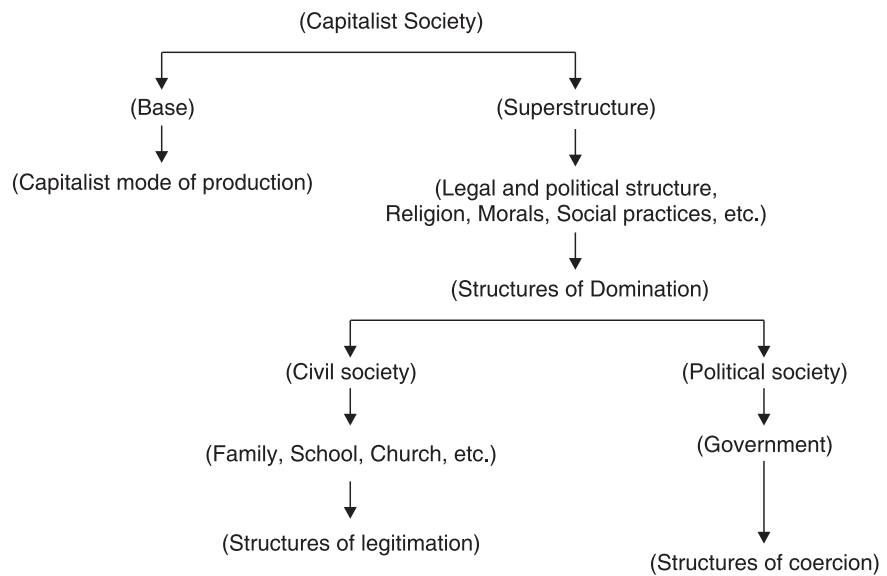 (Capitalist Society)
(Base)
(Superstructure)
(Capitalist mode of production)
(Legal and political structure,
Religion, Morals, Social practices, etc.)
(Structures of Domination)
(Civil society)
(Political society)
(Family, School, Church, etc.)
(Government)
(Structures of legitimation)
(Structures of coercion)